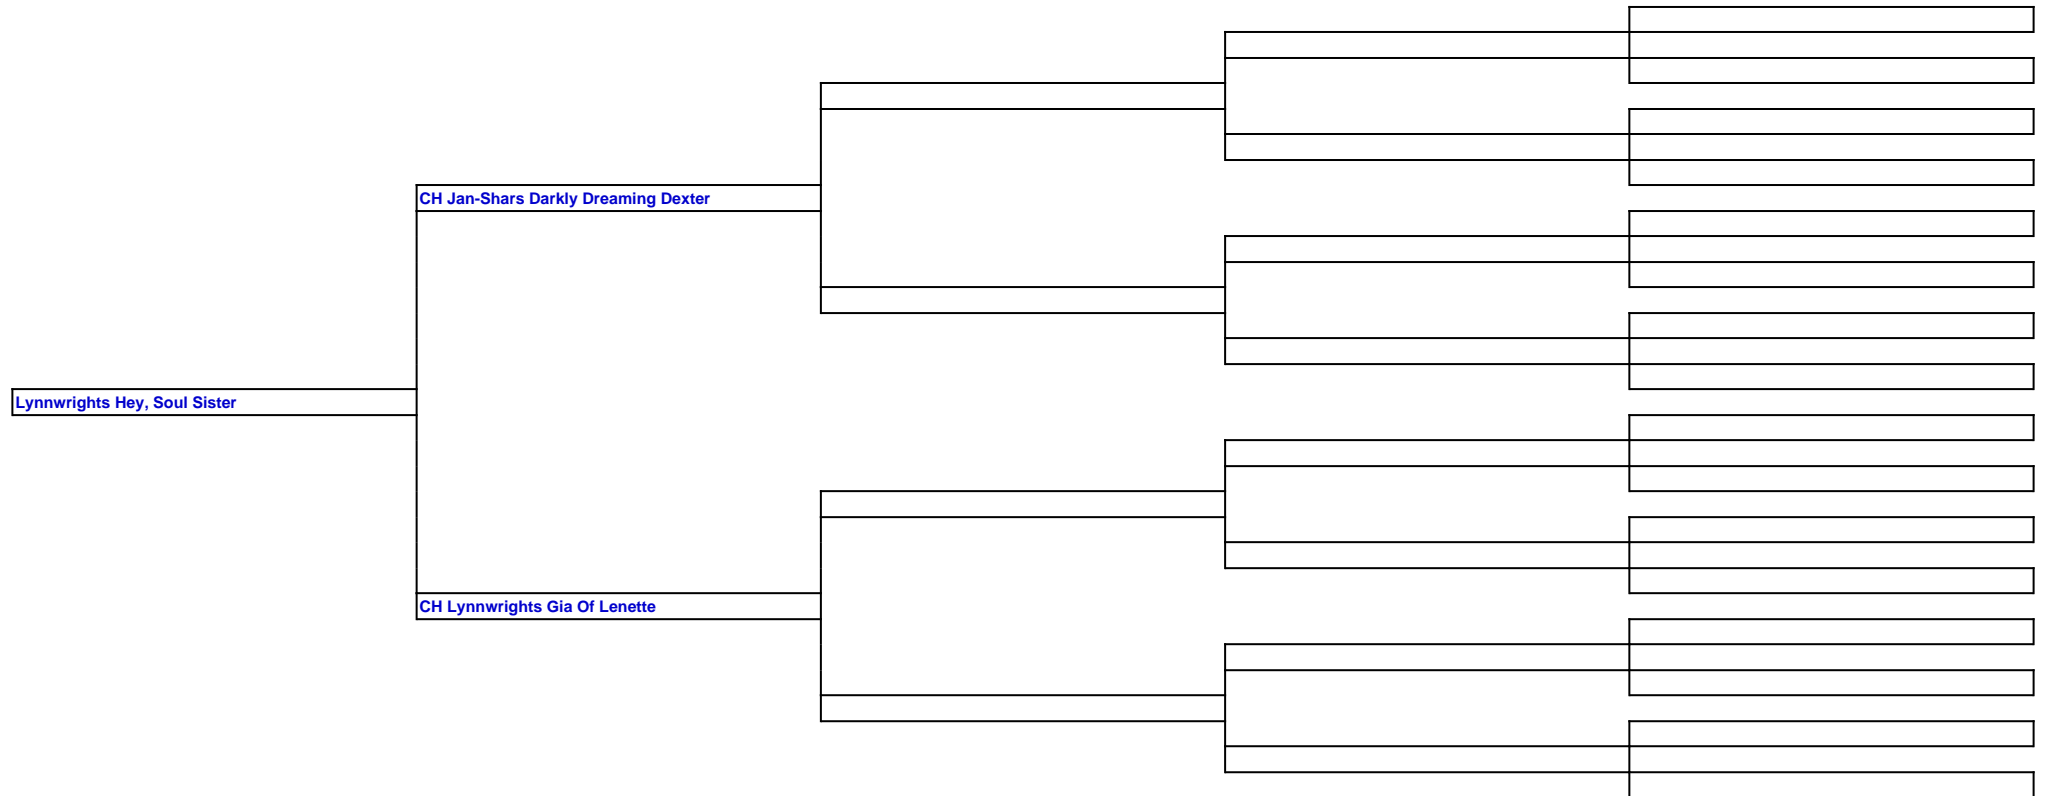 CH Jan-Shars Darkly Dreaming Dexter
Lynnwrights Hey, Soul Sister
CH Lynnwrights Gia Of Lenette